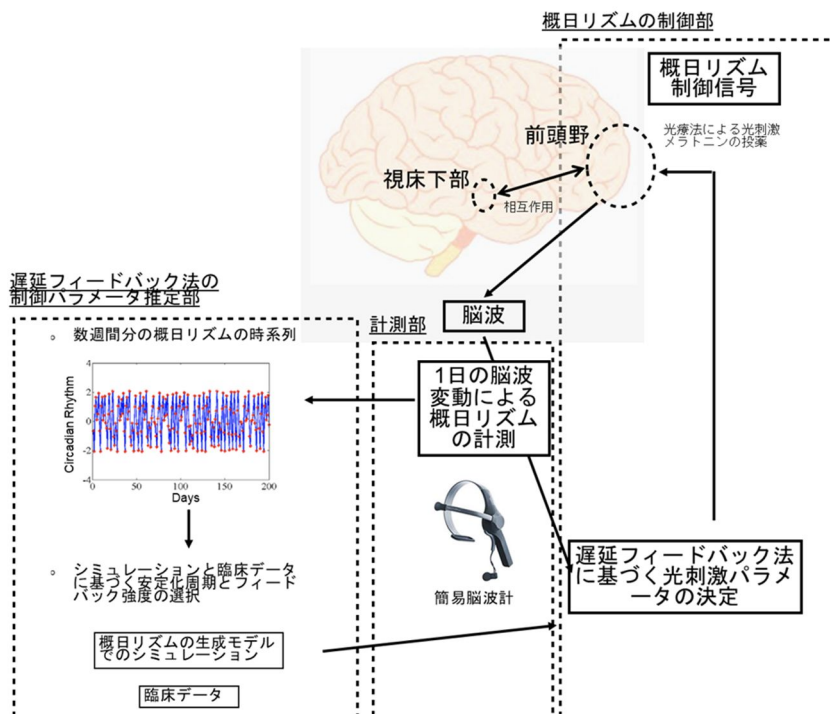 概日リズムの制御部
概日リズム
制御信号
光療法による光刺激
メラトニンの投薬
前頭野
視床下部
相互作用
脳波
遅延フィードバック法の
制御パラメータ推定部
数週間分の概日リズムの時系列
4
2
0
-2
-4
Circadian Rhythm
0
50
100
150
200
Days
シミュレーションと臨床データ
に基づく安定化周期とフィード
バック強度の選択
概日リズムの生成モデル
でのシミュレーション
臨床データ
計測部
1日の脳波
変動による
概日リズム
の計測
簡易脳波計
遅延フィードバック法
に基づく光刺激パラメ
ータの決定